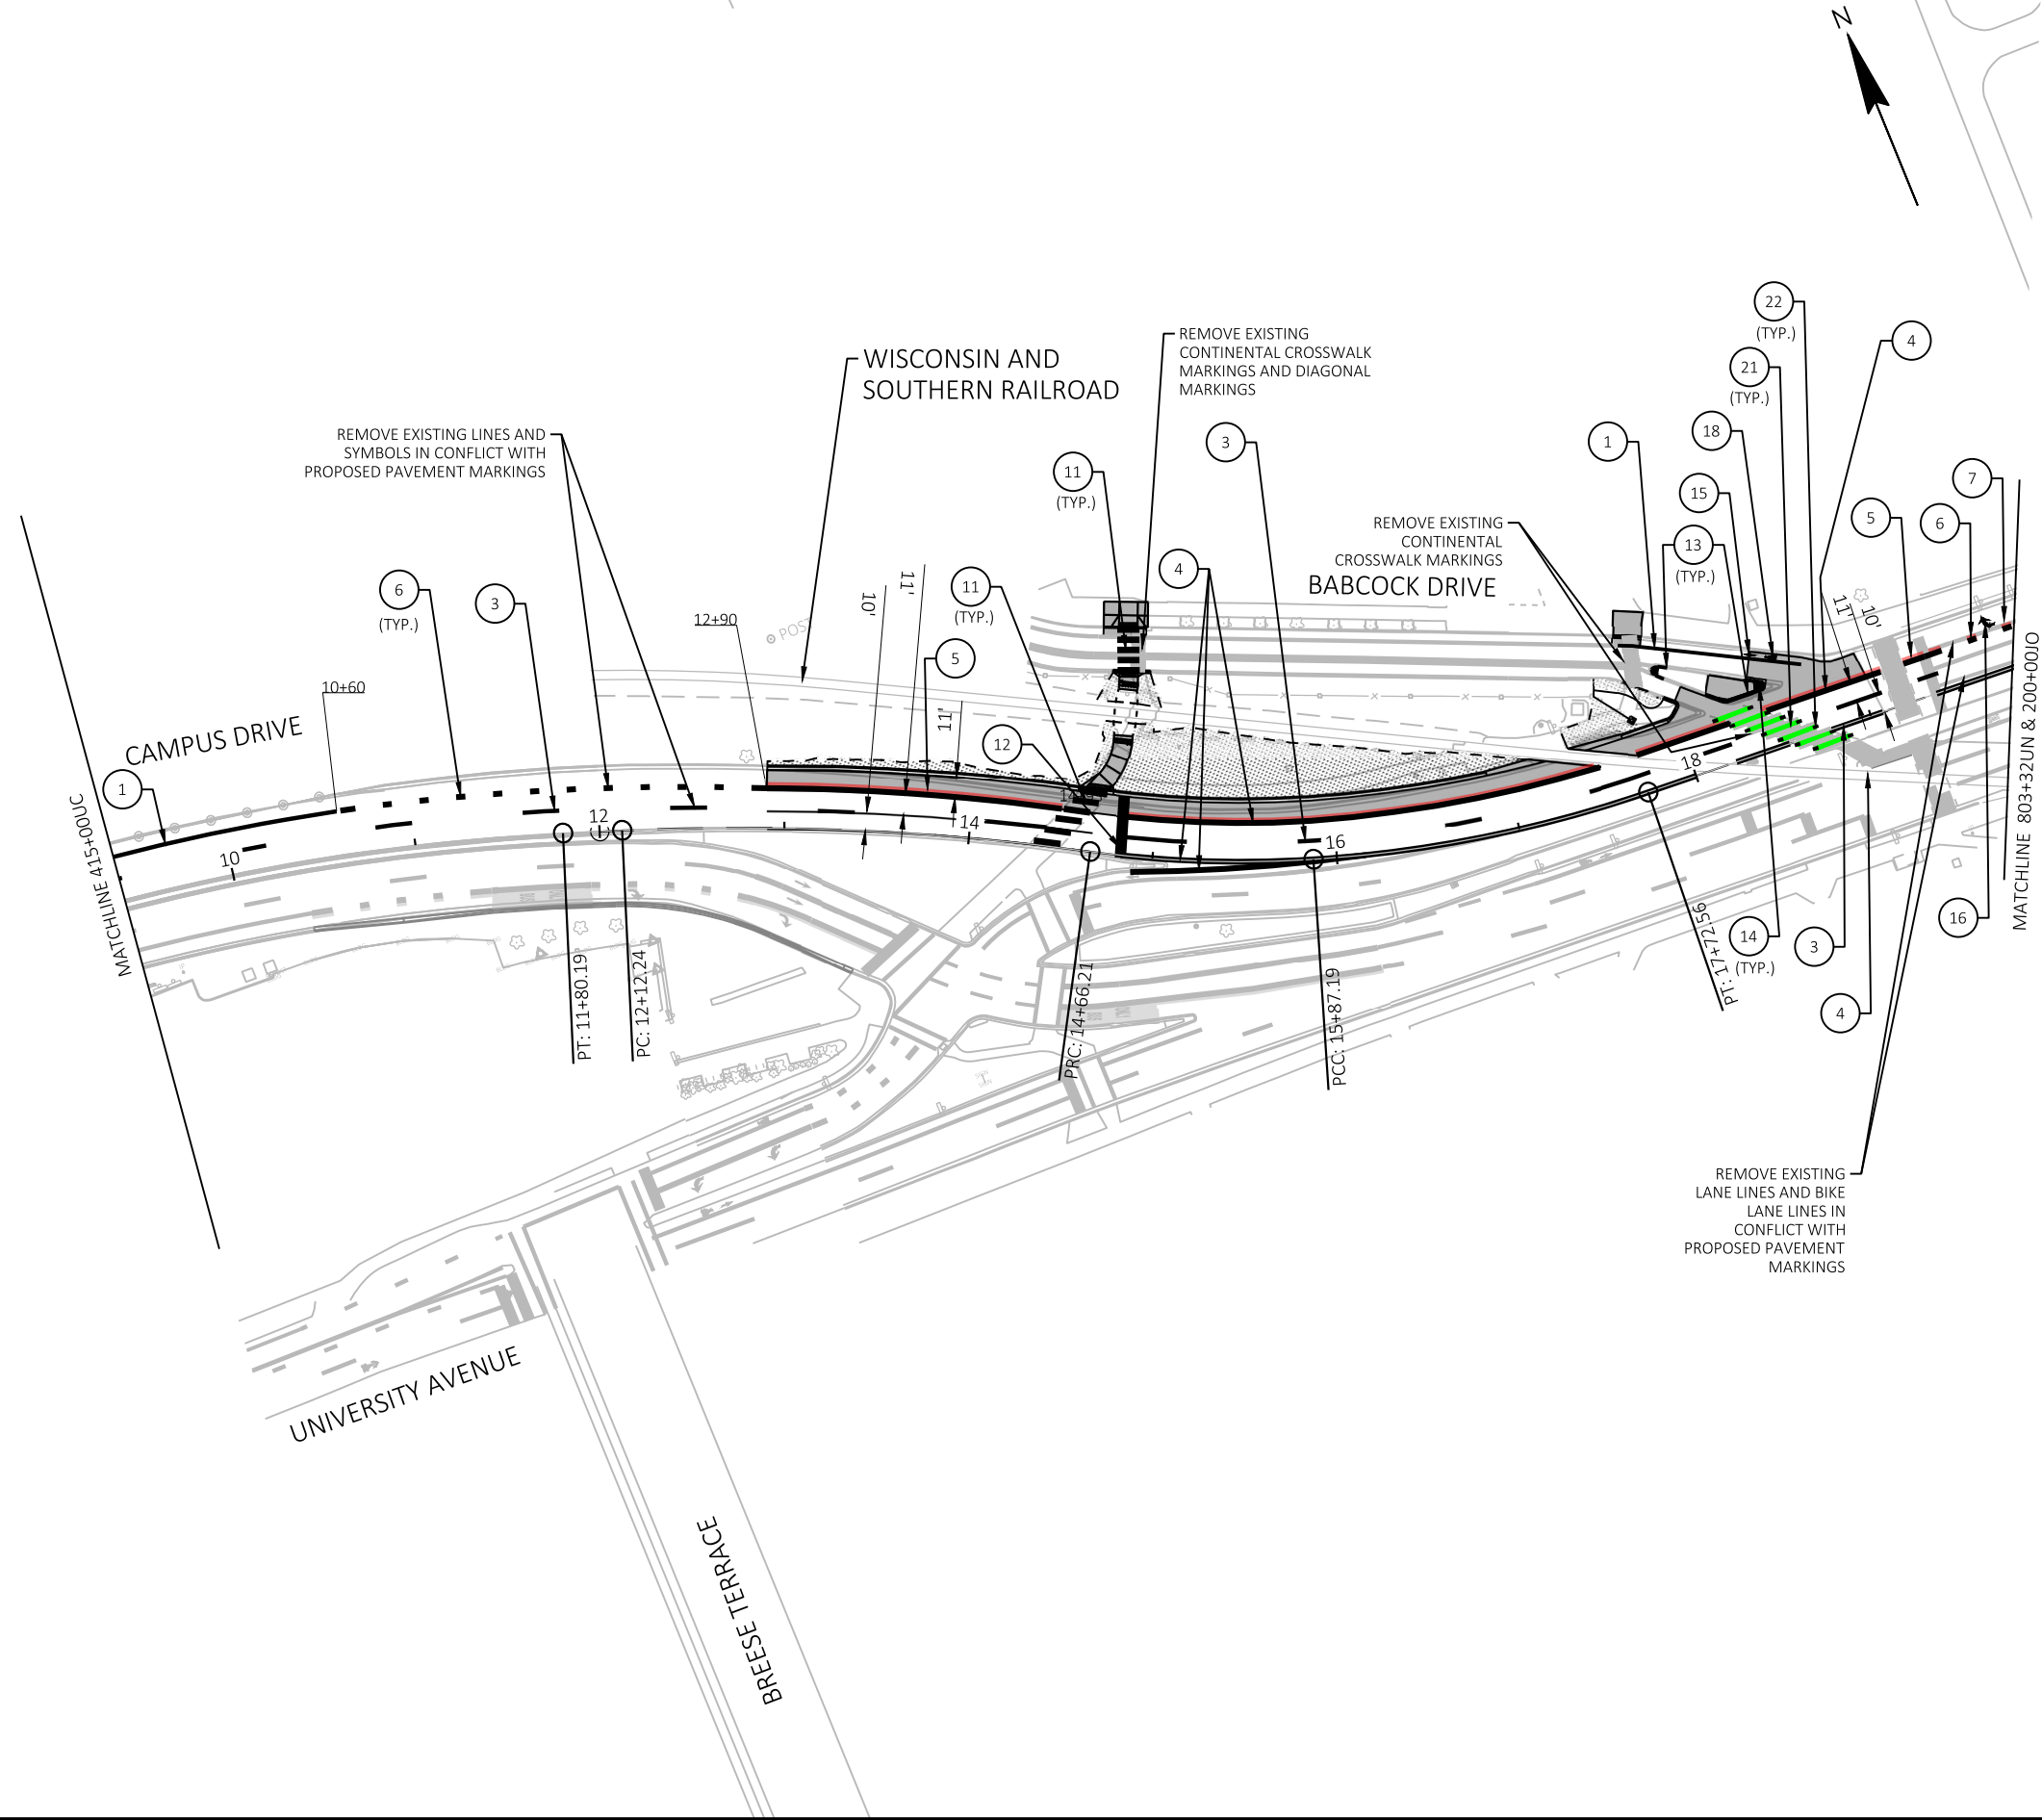 N
22
(TYP.)
4
REMOVE EXISTING
CONTINENTAL CROSSWALK
MARKINGS AND DIAGONAL
MARKINGS
WISCONSIN AND
SOUTHERN RAILROAD
21
(TYP.)
18
REMOVE EXISTING LINES AND
SYMBOLS IN CONFLICT WITH
PROPOSED PAVEMENT MARKINGS
3
1
11
(TYP.)
15
7
5
6
REMOVE EXISTING
CONTINENTAL
CROSSWALK MARKINGS
13
(TYP.)
BABCOCK DRIVE
4
11
(TYP.)
6
(TYP.)
3
10'
11'
12+90
POST
5
11'
10'
10+60
11'
CAMPUS DRIVE
12
1
10
12
14
16
18
MATCHLINE 415+00UC
MATCHLINE 803+32UN & 200+00JO
PT: 11+80.19
PC: 12+12.24
PRC: 14+66.21
PCC: 15+87.19
PT: 17+72.56
14
(TYP.)
3
16
4
REMOVE EXISTING
LANE LINES AND BIKE
LANE LINES IN
CONFLICT WITH
PROPOSED PAVEMENT
MARKINGS
UNIVERSITY AVENUE
BREESE TERRACE